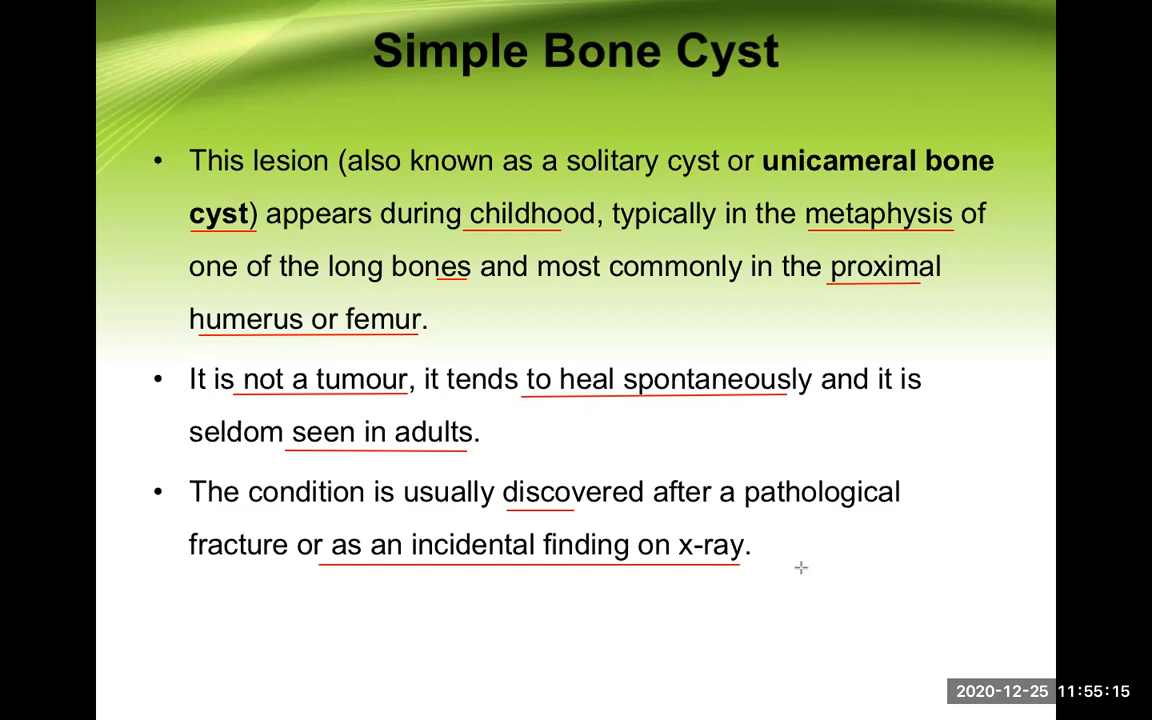 Simple Bone Cyst
• This lesion (also known as a solitary cyst or unicameral bone
cyst) appears during childhood, typically in the metaphysis of
one of the long bones and most commonly in the proximal
humerus or femur.
• It is not a tumour, it tends to heal spontaneously and it is
seldom seen in adults.
• The condition is usually discovered after a pathological
fracture or as an incidental finding on x-ray.
2020-12-25 11:55:15